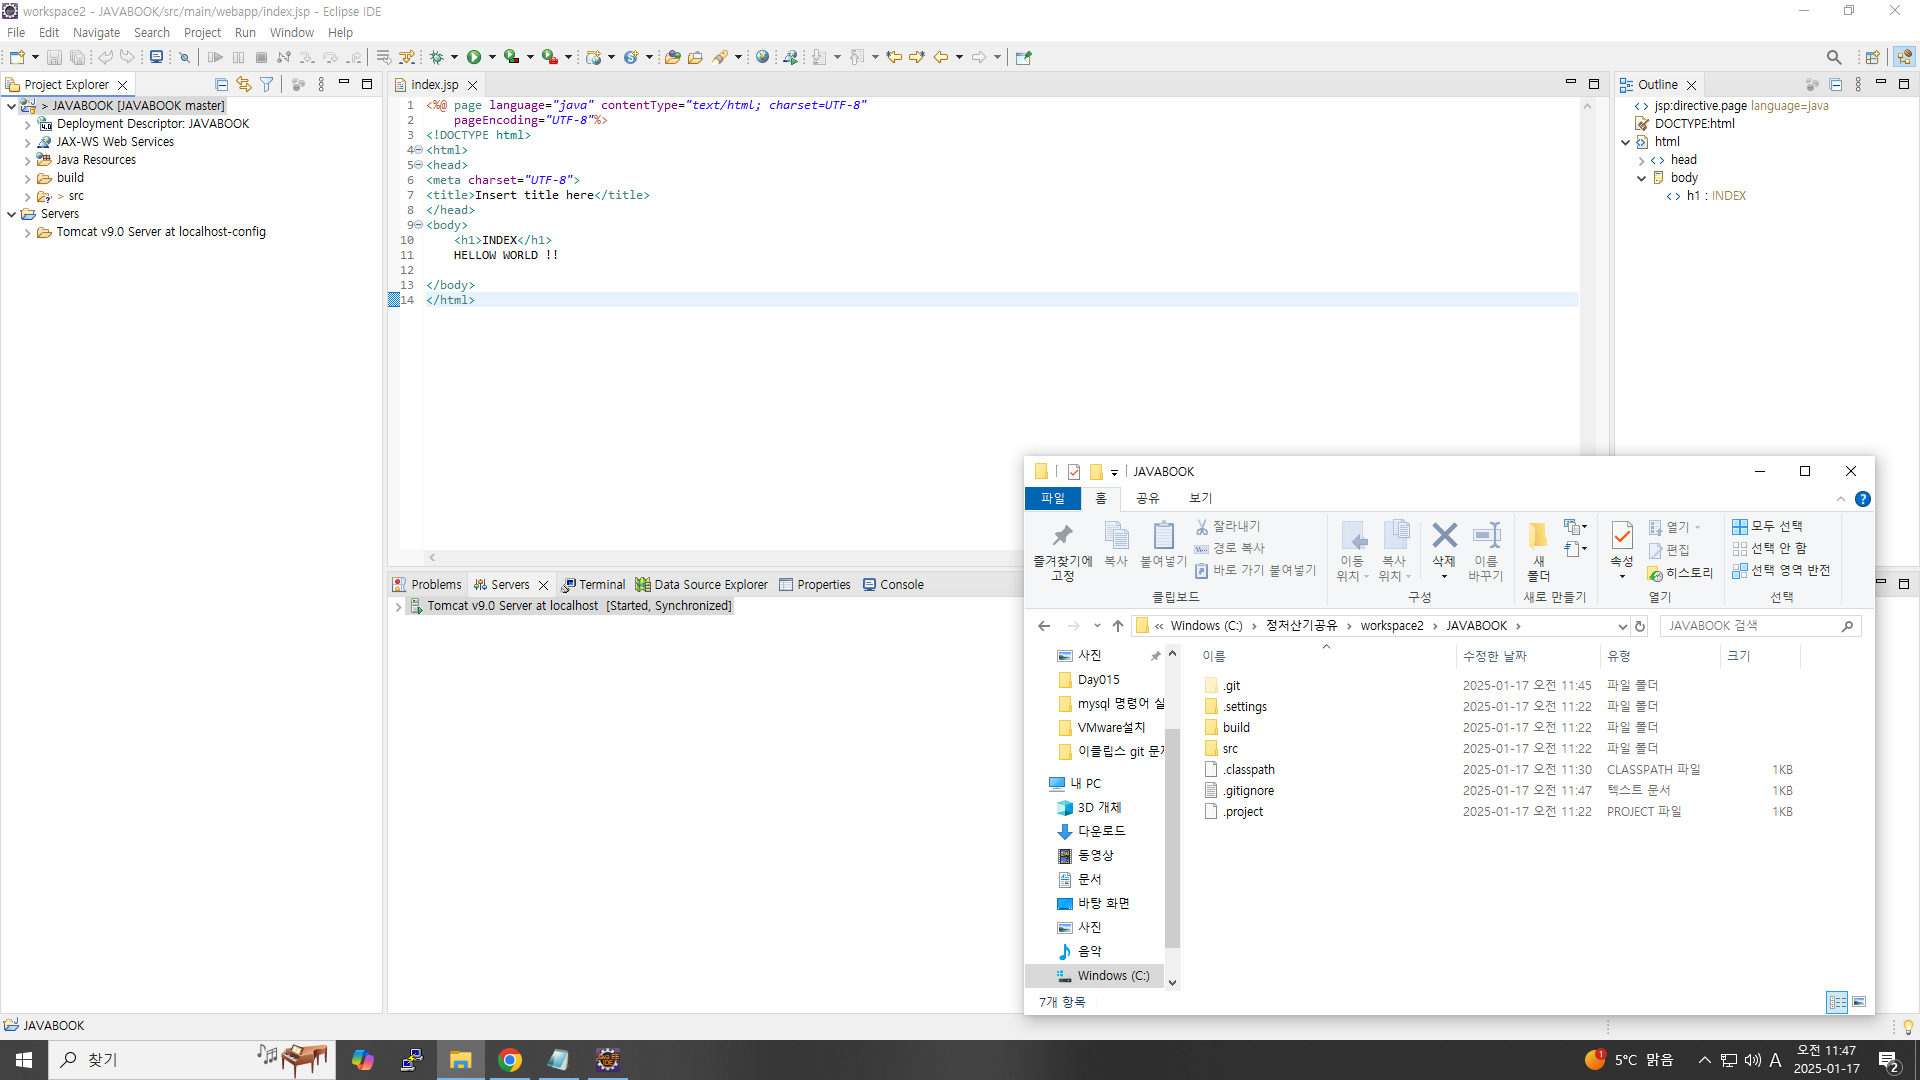 workspace2 - JAVABOOK/src/main/webapp/index.jsp - Eclipse IDE
File Edit Navigate Search Project Run Window Help
Project Explorer
> JAVABOOK [JAVABOOK master]
Deployment Descriptor: JAVABOOK
JAX-WS Web Services
Java Resources
build
> src
Servers
Tomcat v9.0 Server at localhost-config
index.jsp
1 <%@ page language="java" contentType="text/html; charset=UTF-8"
2 pageEncoding="UTF-8"%>
3 <!DOCTYPE html>
4 <html>
5 <head>
6 <meta charset="UTF-8">
7 <title>Insert title here</title>
8 </head>
9 <body>
10 <h1>INDEX</h1>
11 HELLOW WORLD !!
12
13 </body>
14 </html>
Outline
jsp:directive.page language=java
DOCTYPE:html
html
head
body
h1 : INDEX
Problems Servers Terminal Data Source Explorer Properties Console
Tomcat v9.0 Server at localhost [Started, Synchronized]
JAVABOOK
파일 홈 공유 보기
즐겨찾기에 고정
복사
붙여넣기
잘라내기
경로 복사
바로 가기 붙여넣기
클립보드
이동 위치
복사 위치
삭제
이름 바꾸기
구성
새 폴더
새로 만들기
속성
열기
편집
히스토리
열기
모두 선택
선택 안 함
선택 영역 반전
선택
« Windows (C:) > 정처산기공유 > workspace2 > JAVABOOK >
JAVABOOK 검색
사진
Day015
mysql 명령어 실
VMware설치
이클립스 git 문
내 PC
3D 개체
다운로드
동영상
문서
바탕 화면
사진
음악
Windows (C:)
이름 수정한 날짜 유형 크기
.git 2025-01-17 오전 11:45 파일 폴더
.settings 2025-01-17 오전 11:22 파일 폴더
build 2025-01-17 오전 11:22 파일 폴더
src 2025-01-17 오전 11:22 파일 폴더
.classpath 2025-01-17 오전 11:30 CLASSPATH 파일 1KB
.gitignore 2025-01-17 오전 11:47 텍스트 문서 1KB
.project 2025-01-17 오전 11:22 PROJECT 파일 1KB
7개 항목
JAVABOOK
찾기
1
5°C 맑음
A
오전 11:47
2025-01-17
2